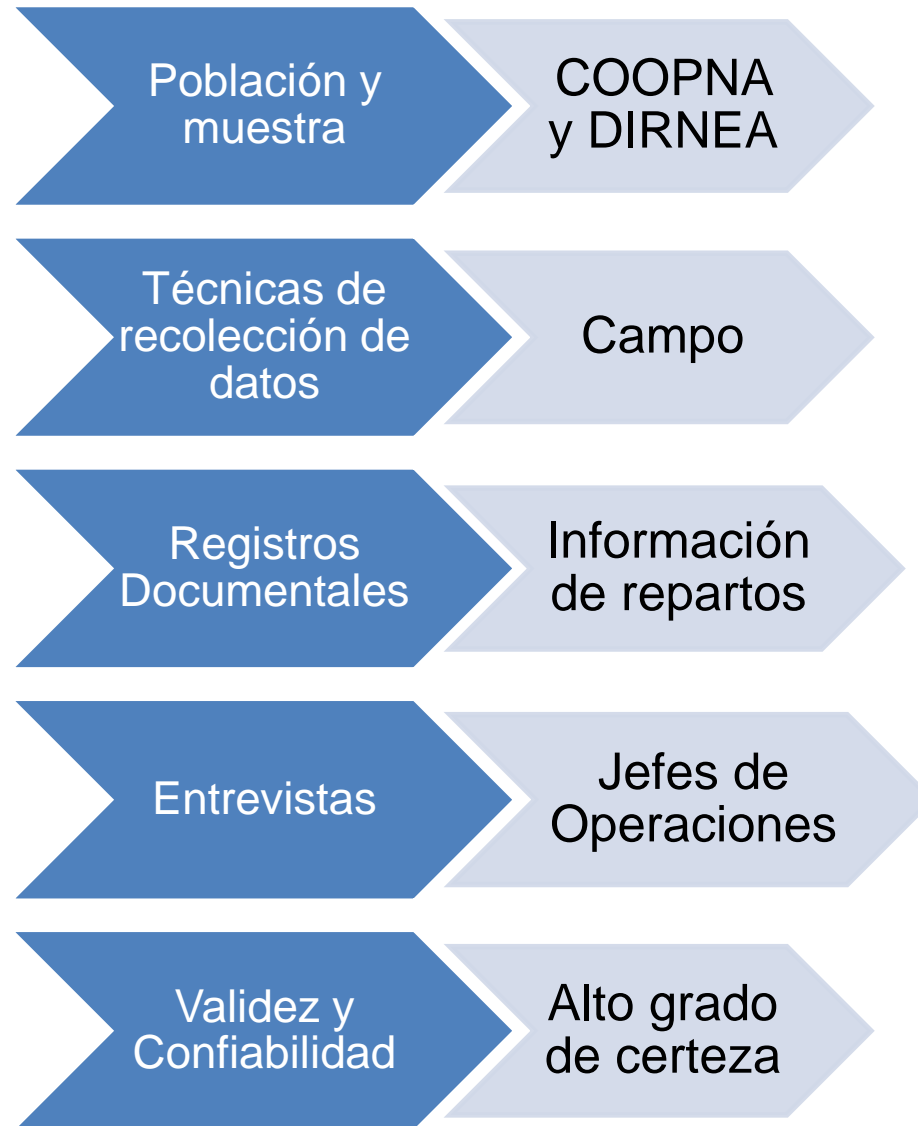 Población y
muestra
COOPNA
y DIRNEA
Técnicas de
recolección de
datos
Campo
Registros
Documentales
Información
de repartos
Entrevistas
Jefes de
Operaciones
Validez y
Confiabilidad
Alto grado
de certeza